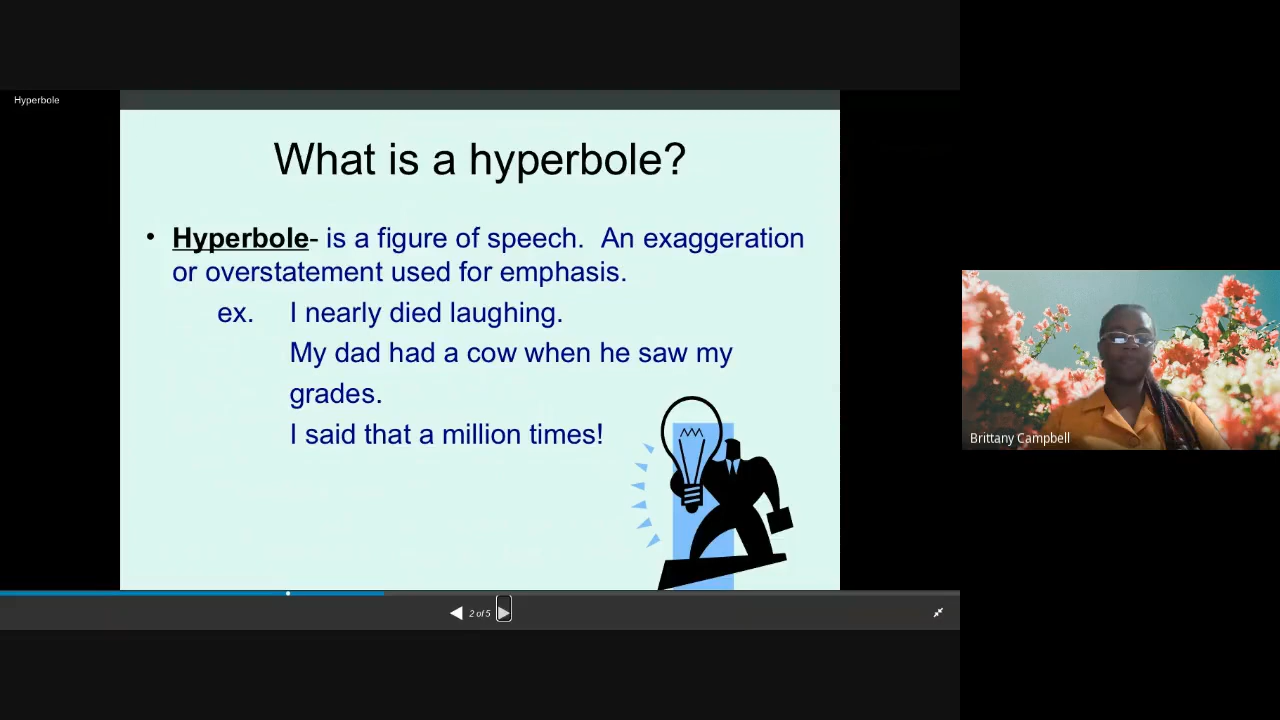 Hyperbole
What is a hyperbole?
• Hyperbole- is a figure of speech.  An exaggeration
or overstatement used for emphasis.
ex. I nearly died laughing.
My dad had a cow when he saw my
grades.
I said that a million times!
Brittany Campbell
2 of 5